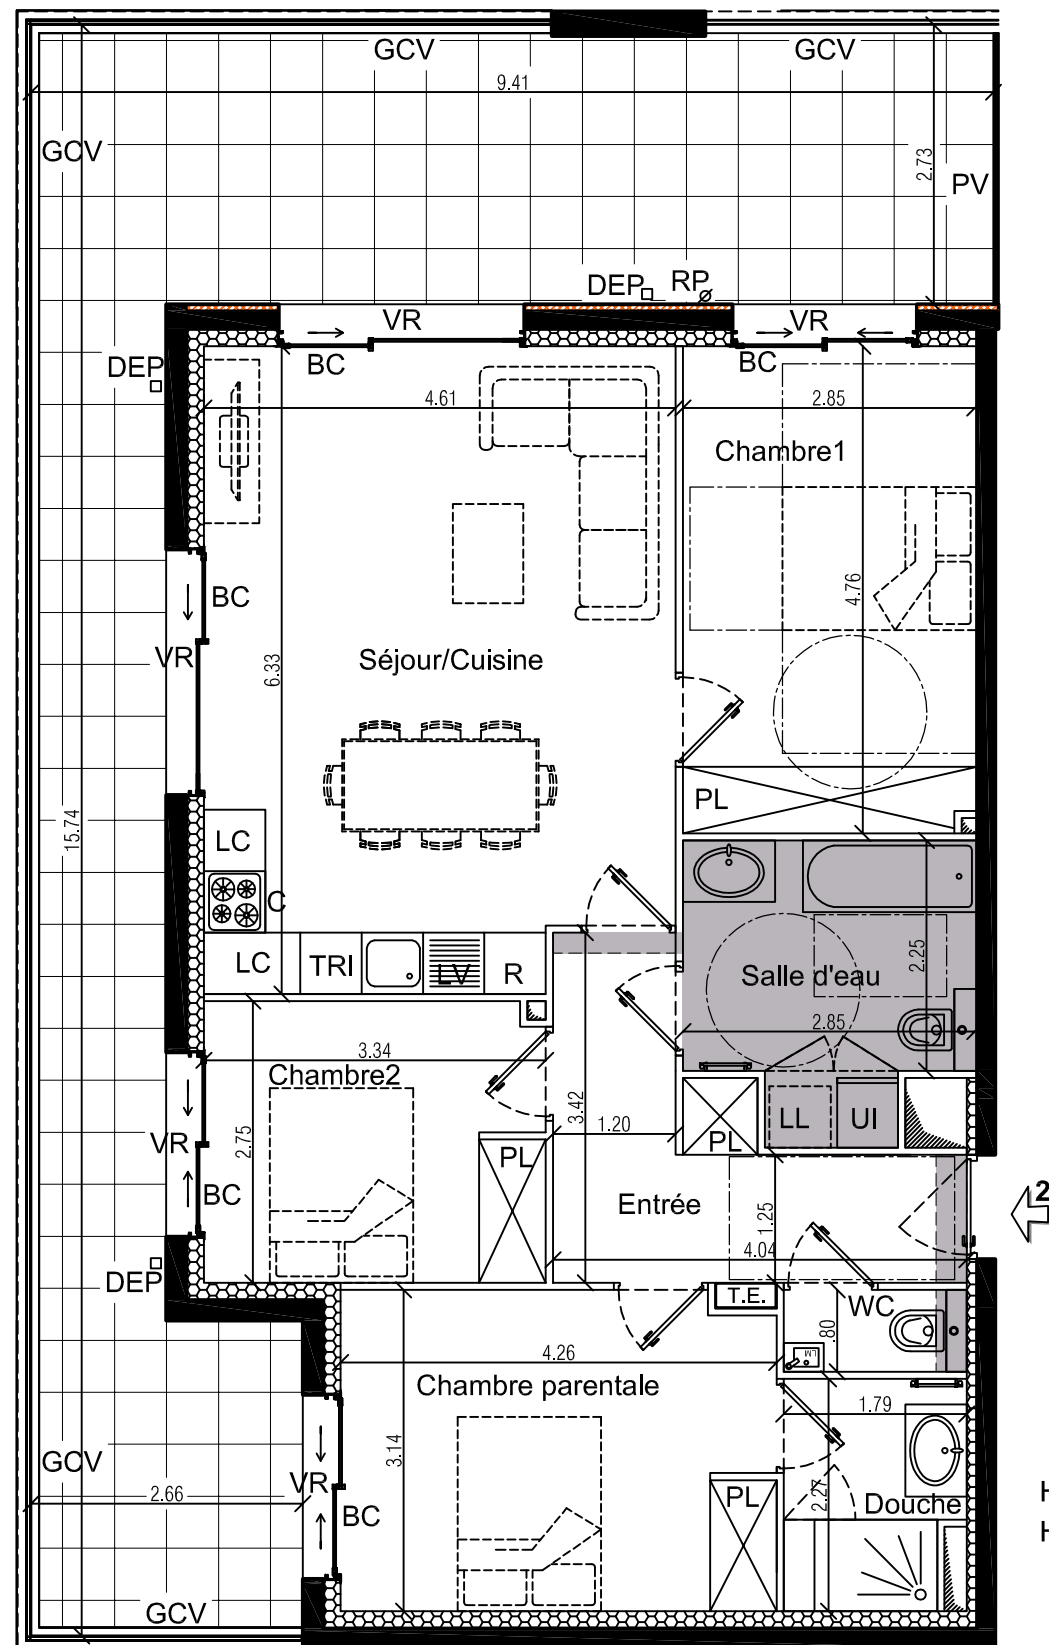 GCV
GCV
9.41
GCV
2.73
PV
DEP
RP
VR
VR
BC
BC
DEP
4.61
2.85
Chambre1
BC
4.76
VR
Séjour/Cuisine
6.33
PL
15.74
LC
C
LC
TRI
LV
R
Salle d'eau
2.25
2.85
3.34
Chambre2
3.42
1.20
2.75
VR
PL
PL
LL
UI
BC
Entrée
1.25
2
4.04
DEP
T.E.
WC
.80
LM
4.26
Chambre parentale
1.79
3.14
GCV
2.66
VR
BC
PL
2.27
Douche
H
H
GCV